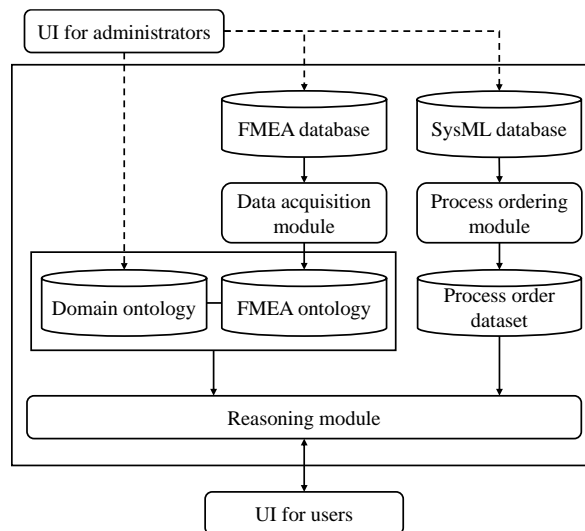 UI for administrators
FMEA database
SysML database
Data acquisition
module
Process ordering
module
Domain ontology
FMEA ontology
Process order
dataset
Reasoning module
UI for users